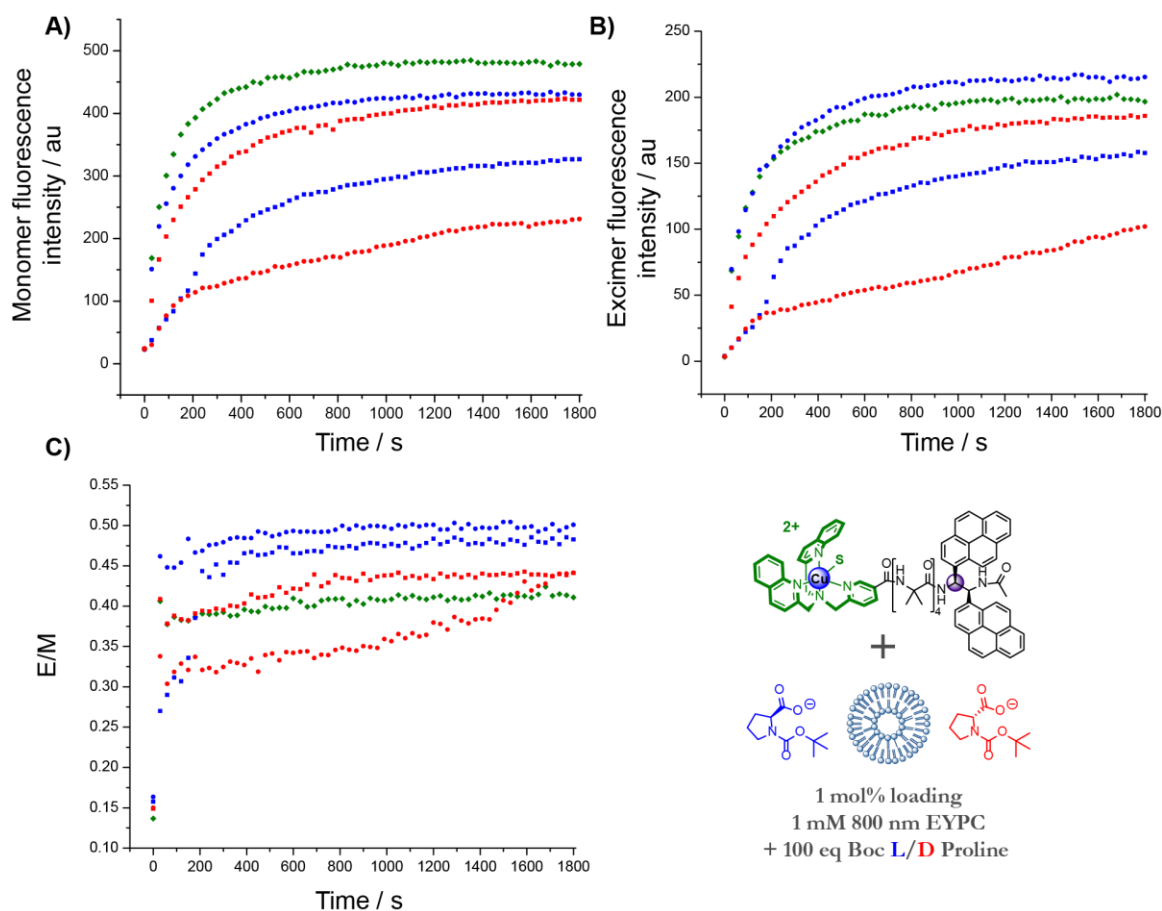 A)
Monomer fluorescence
intensity / au
500
400
300
200
100
0
0 200 400 600 800 1000 1200 1400 1600 1800
Time / s
B)
Excimer fluorescence
intensity / au
250
200
150
100
50
0
0 200 400 600 800 1000 1200 1400 1600 1800
Time / s
C)
E/M
0.55
0.50
0.45
0.40
0.35
0.30
0.25
0.20
0.15
0.10
0 200 400 600 800 1000 1200 1400 1600 1800
Time / s
2+
N
S
Cu
N
N
N
O
N
H
O
4
N
H
H
N
O
+
O
O
⊖
N
O
O
O
O
⊖
N
O
O
1 mol% loading
1 mM 800 nm EYPC
+ 100 eq Boc L/D Proline